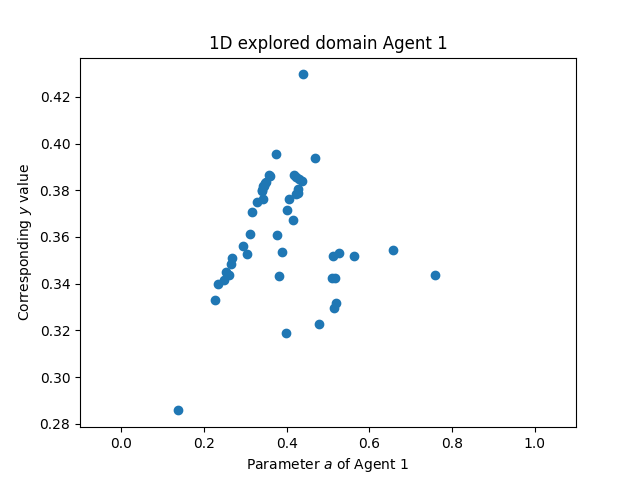 1D explored domain Agent 1
0.42
0.40
0.38
0.36
0.34
0.32
0.30
0.28
Corresponding y value
0.0 0.2 0.4 0.6 0.8 1.0
Parameter a of Agent 1